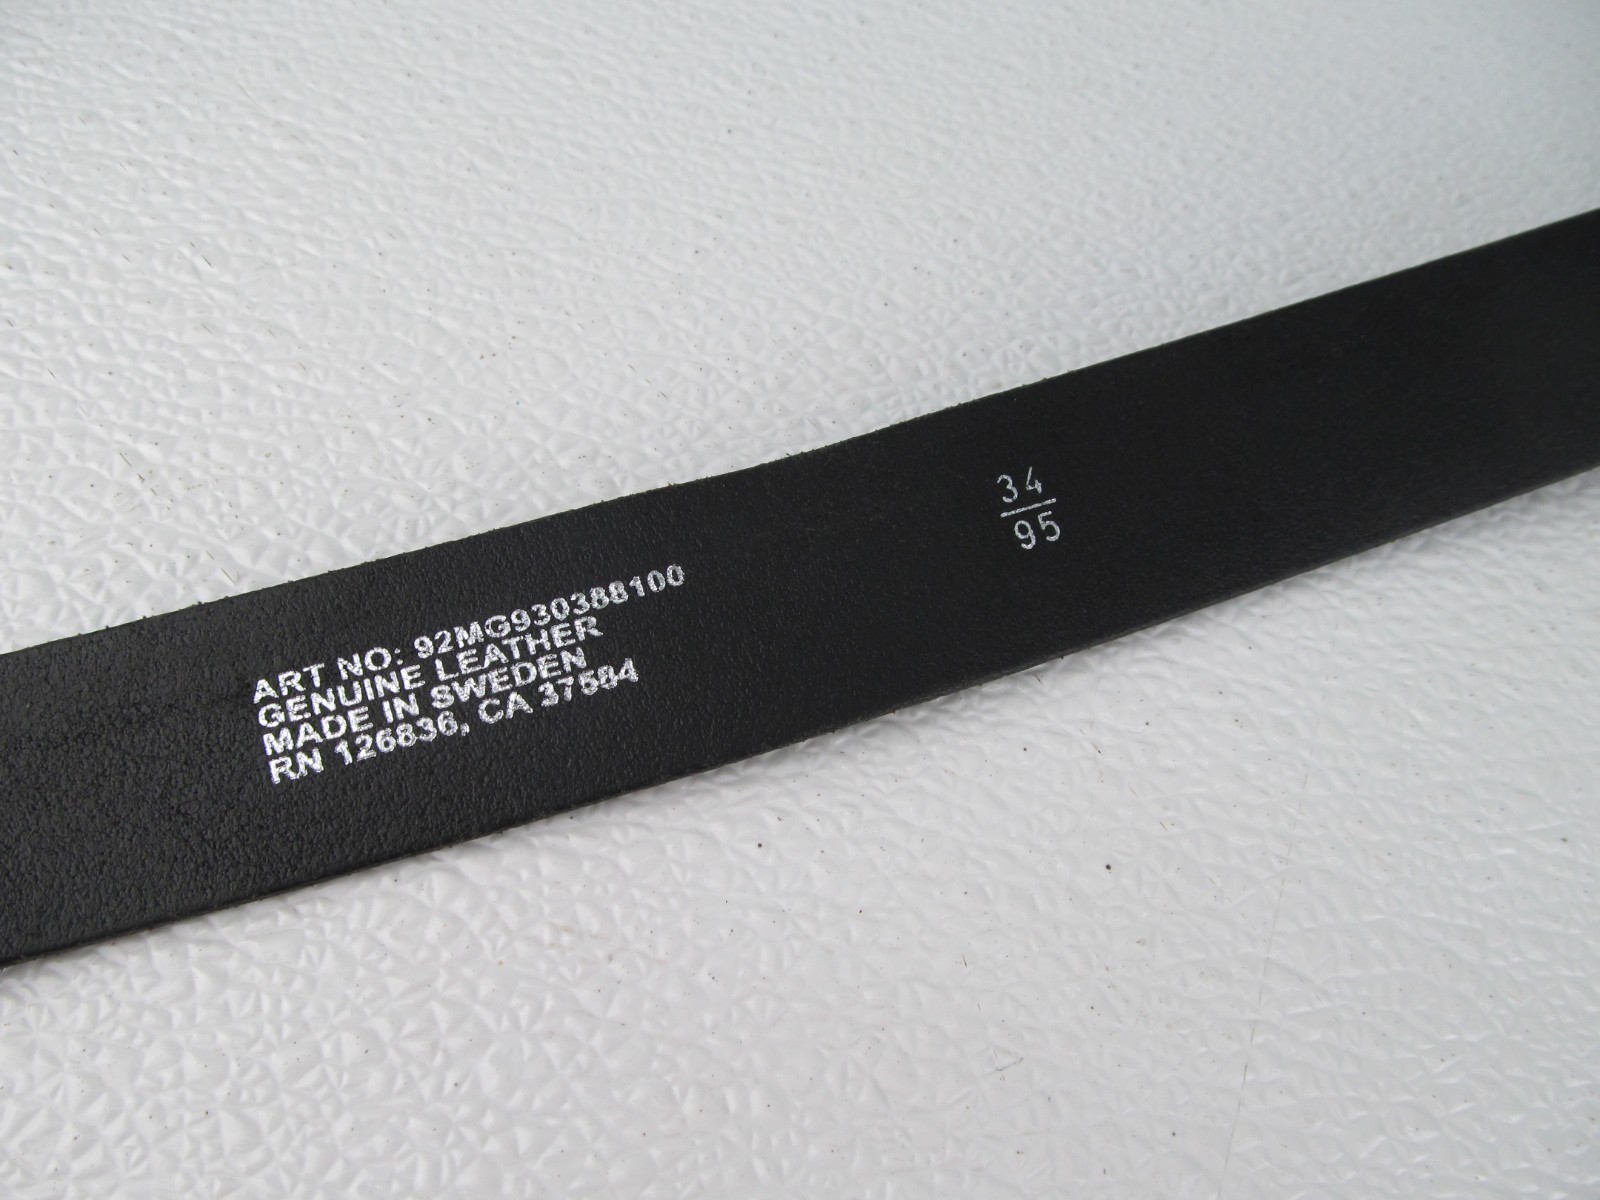 ART NO: 92MG930388100
GENUINE LEATHER
MADE IN SWEDEN
RN 126836, CA 37584
34
95